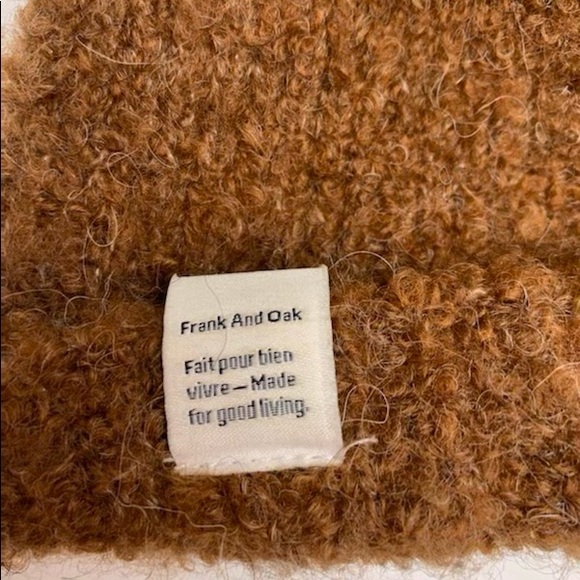 Frank And Oak
Fait pour bien
vivre – Made
for good living.